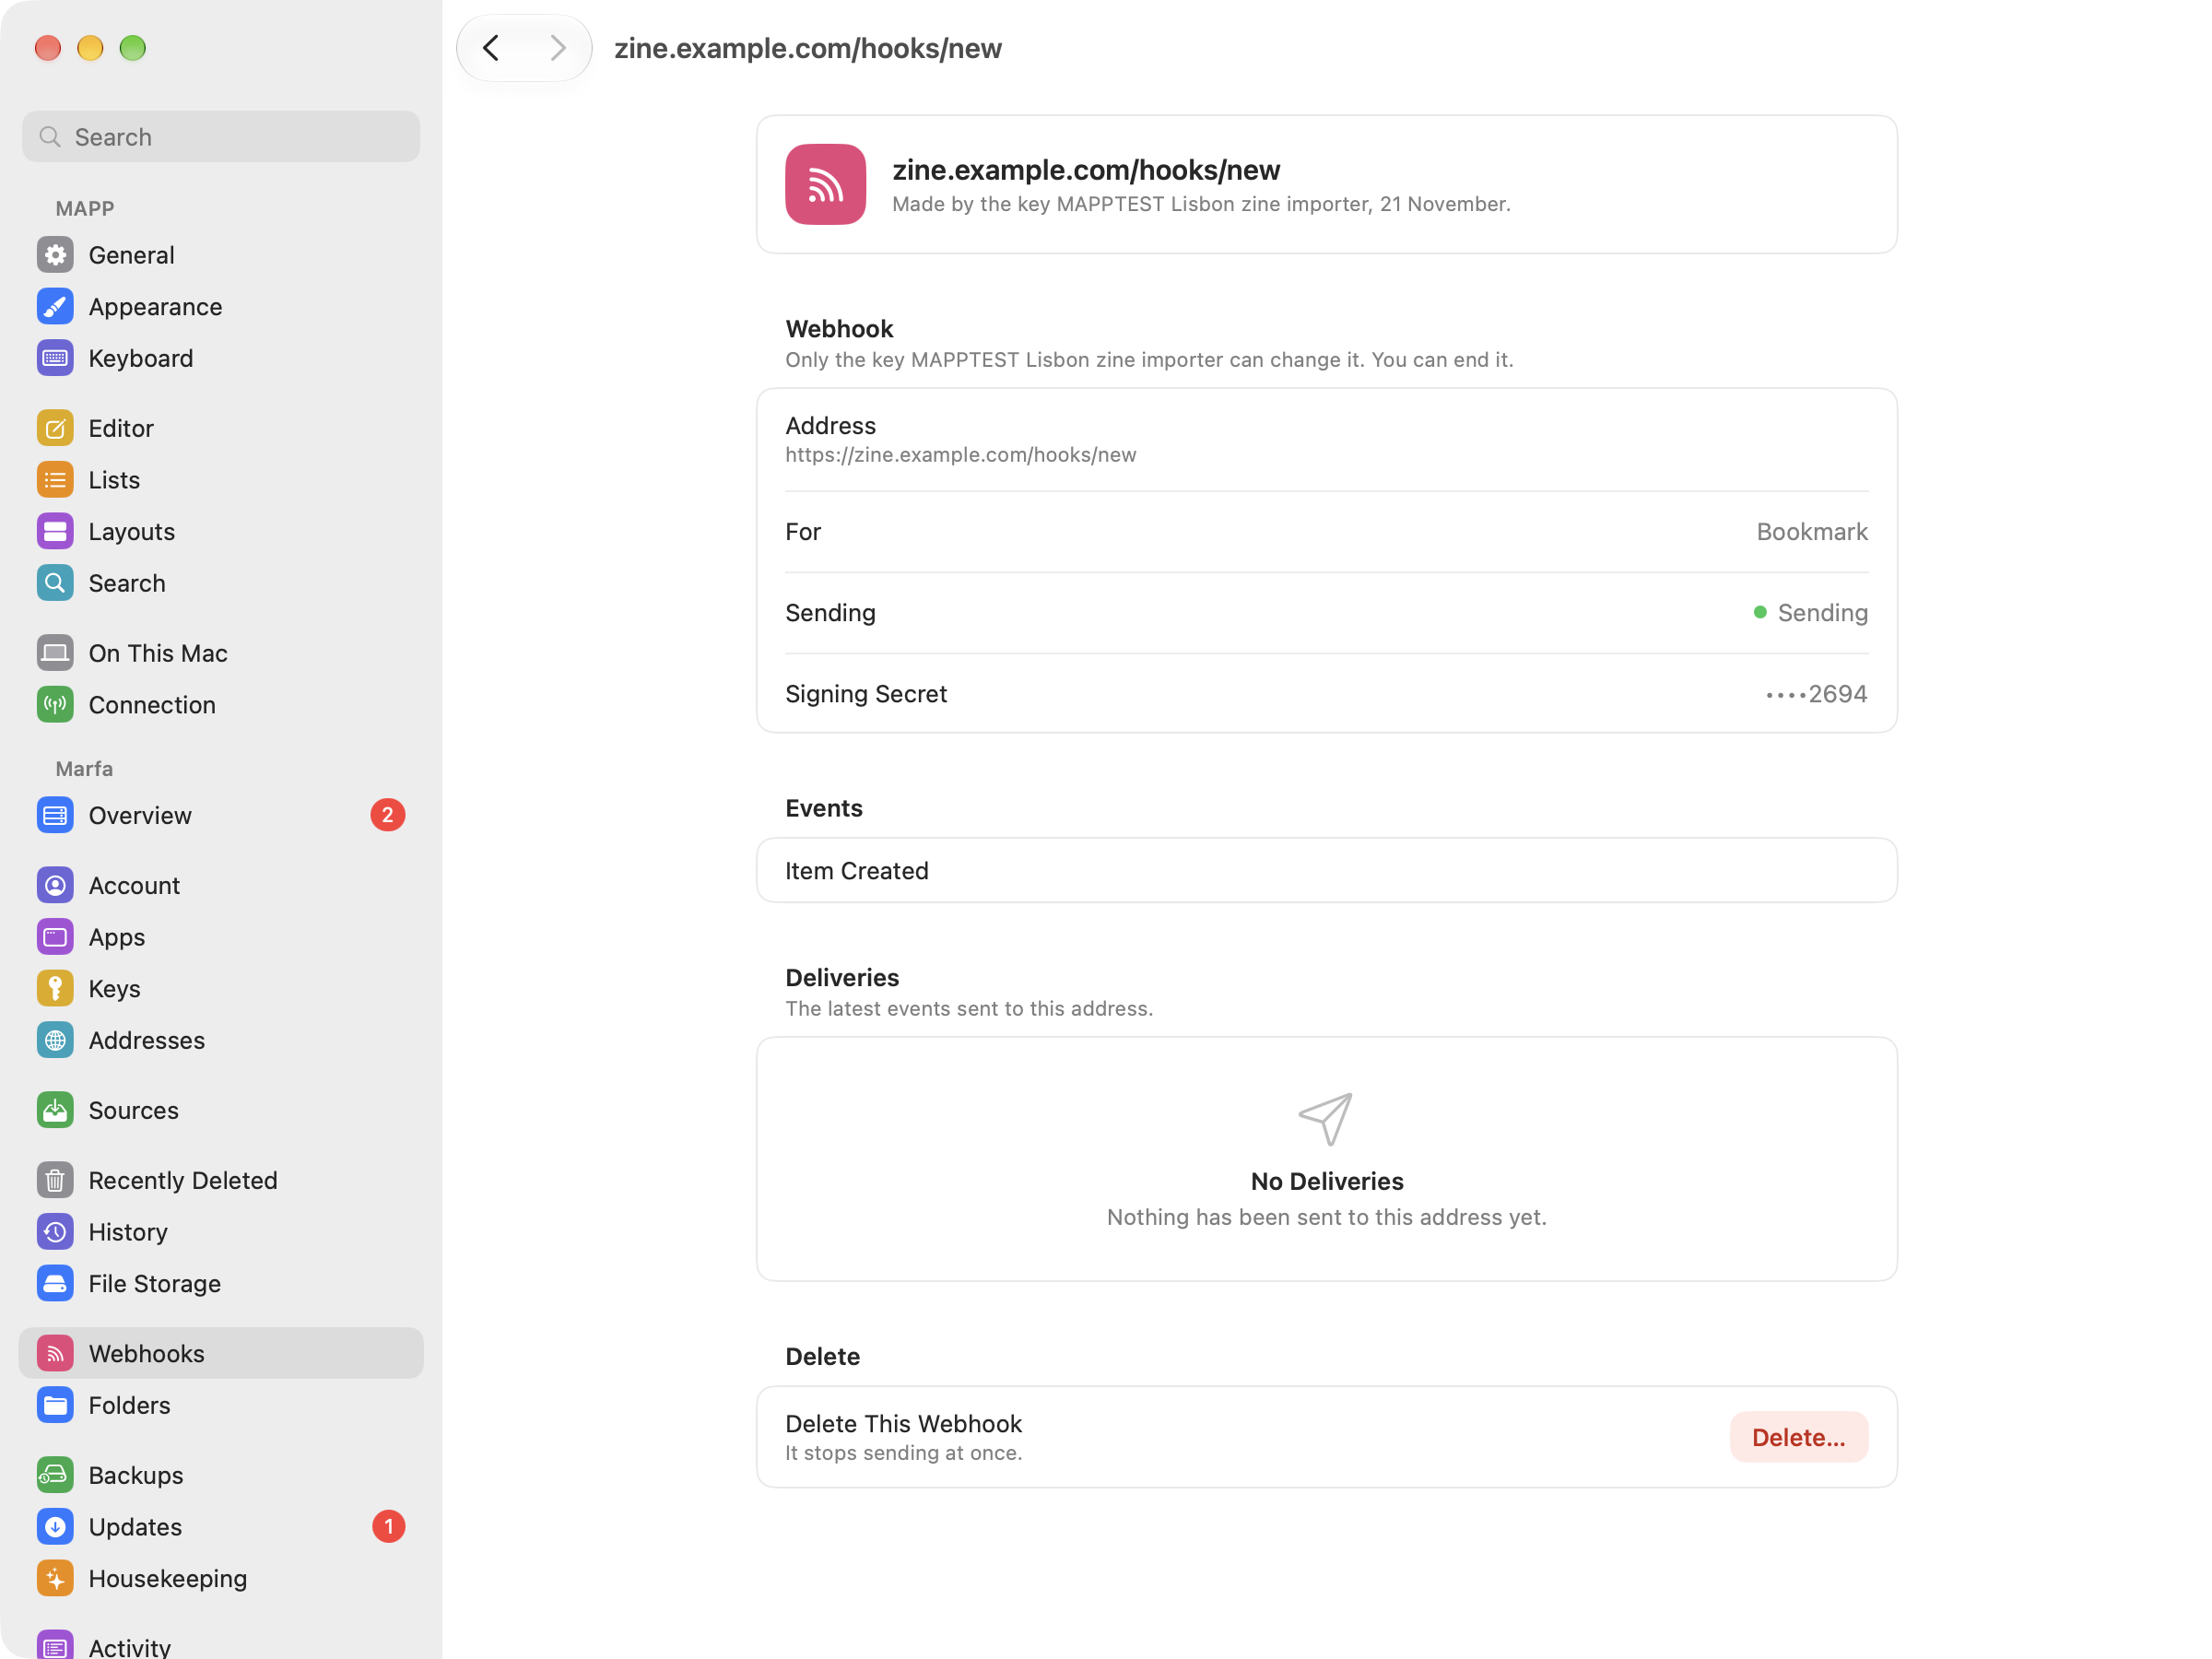 zine.example.com/hooks/new
Search
MAPP
General
Appearance
Keyboard
Editor
Lists
Layouts
Search
On This Mac
Connection
Marfa
Overview
2
Account
Apps
Keys
Addresses
Sources
Recently Deleted
History
File Storage
Webhooks
Folders
Backups
Updates
1
Housekeeping
Activity
zine.example.com/hooks/new
Made by the key MAPPTEST Lisbon zine importer, 21 November.
Webhook
Only the key MAPPTEST Lisbon zine importer can change it. You can end it.
Address
https://zine.example.com/hooks/new
For
Bookmark
Sending
Sending
Signing Secret
••••2694
Events
Item Created
Deliveries
The latest events sent to this address.
No Deliveries
Nothing has been sent to this address yet.
Delete
Delete This Webhook
It stops sending at once.
Delete...